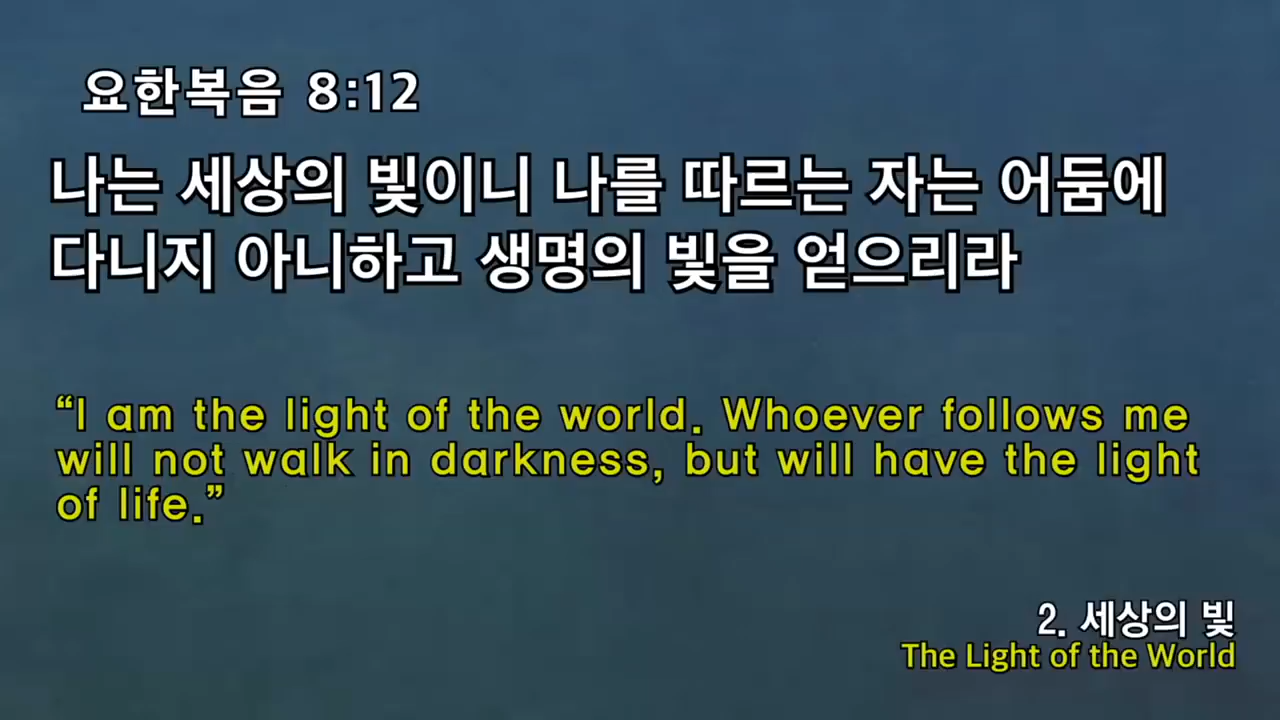 요한복음 8:12
나는 세상의 빛이니 나를 따르는 자는 어둠에
다니지 아니하고 생명의 빛을 얻으리라
“I am the light of the world. Whoever follows me
will not walk in darkness, but will have the light
of life.”
2. 세상의 빛
The Light of the World